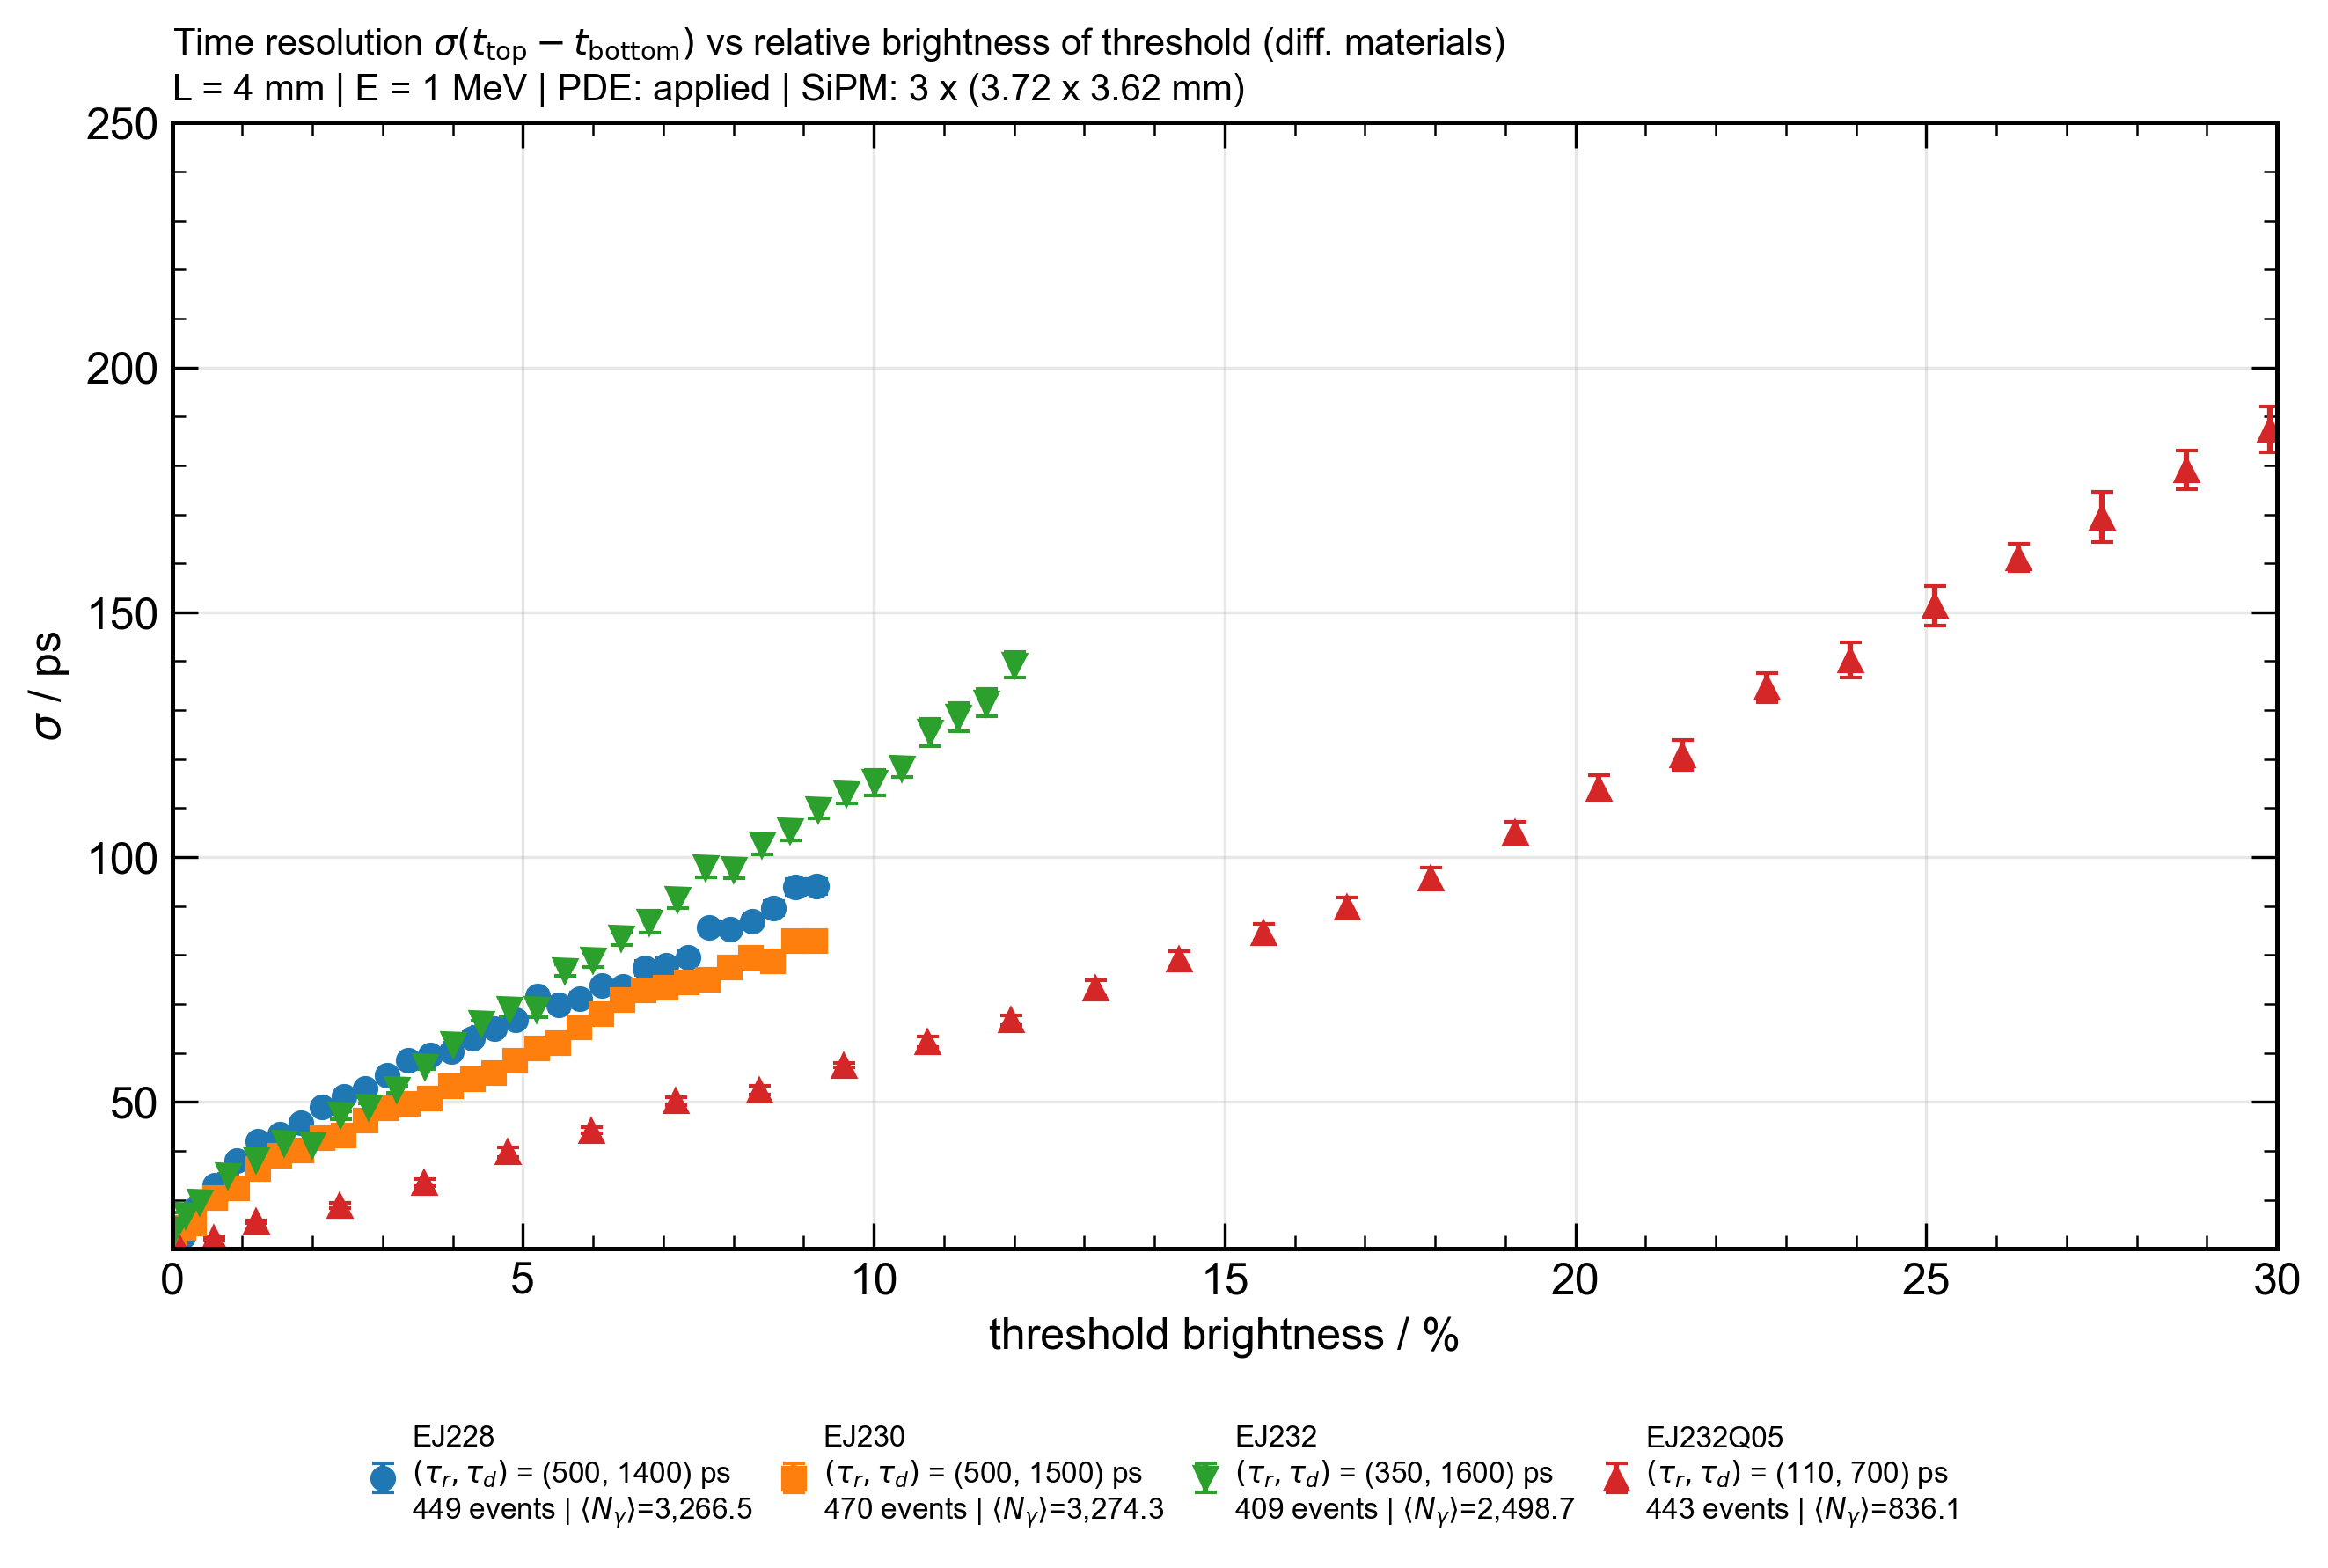 Time resolution σ(t_top − t_bottom) vs relative brightness of threshold (diff. materials)
L = 4 mm | E = 1 MeV | PDE: applied | SiPM: 3 x (3.72 x 3.62 mm)
250
200
150
100
50
σ / ps
0 5 10 15 20 25 30
threshold brightness / %
EJ228
(τ_r, τ_d) = (500, 1400) ps
449 events | ⟨N_γ⟩=3,266.5
EJ230
(τ_r, τ_d) = (500, 1500) ps
470 events | ⟨N_γ⟩=3,274.3
EJ232
(τ_r, τ_d) = (350, 1600) ps
409 events | ⟨N_γ⟩=2,498.7
EJ232Q05
(τ_r, τ_d) = (110, 700) ps
443 events | ⟨N_γ⟩=836.1